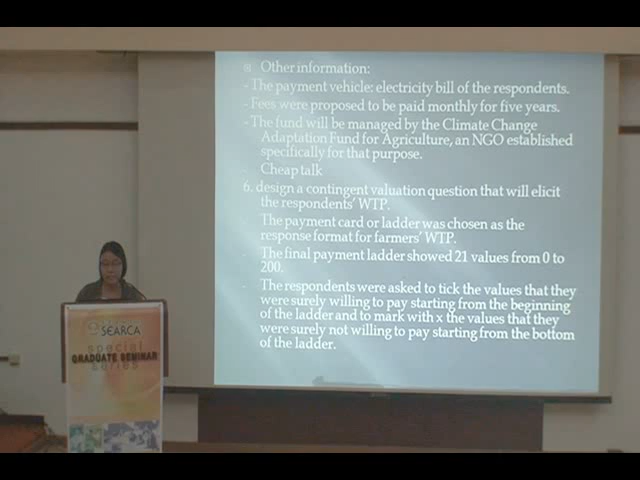 Other information:
- The payment vehicle: electricity bill of the respondents.
- Fees were proposed to be paid monthly for five years.
- The fund will be managed by the Climate Change
Adaptation Fund for Agriculture, an NGO established
specifically for that purpose.
- Cheap talk
6. design a contingent valuation question that will elicit
the respondents' WTP.
- The payment card or ladder was chosen as the
response format for farmers' WTP.
- The final payment ladder showed 21 values from 0 to
200.
- The respondents were asked to tick the values that they
were surely willing to pay starting from the beginning
of the ladder and to mark with x the values that they
were surely not willing to pay starting from the bottom
of the ladder.
SEARCA
special
GRADUATE SEMINAR
series